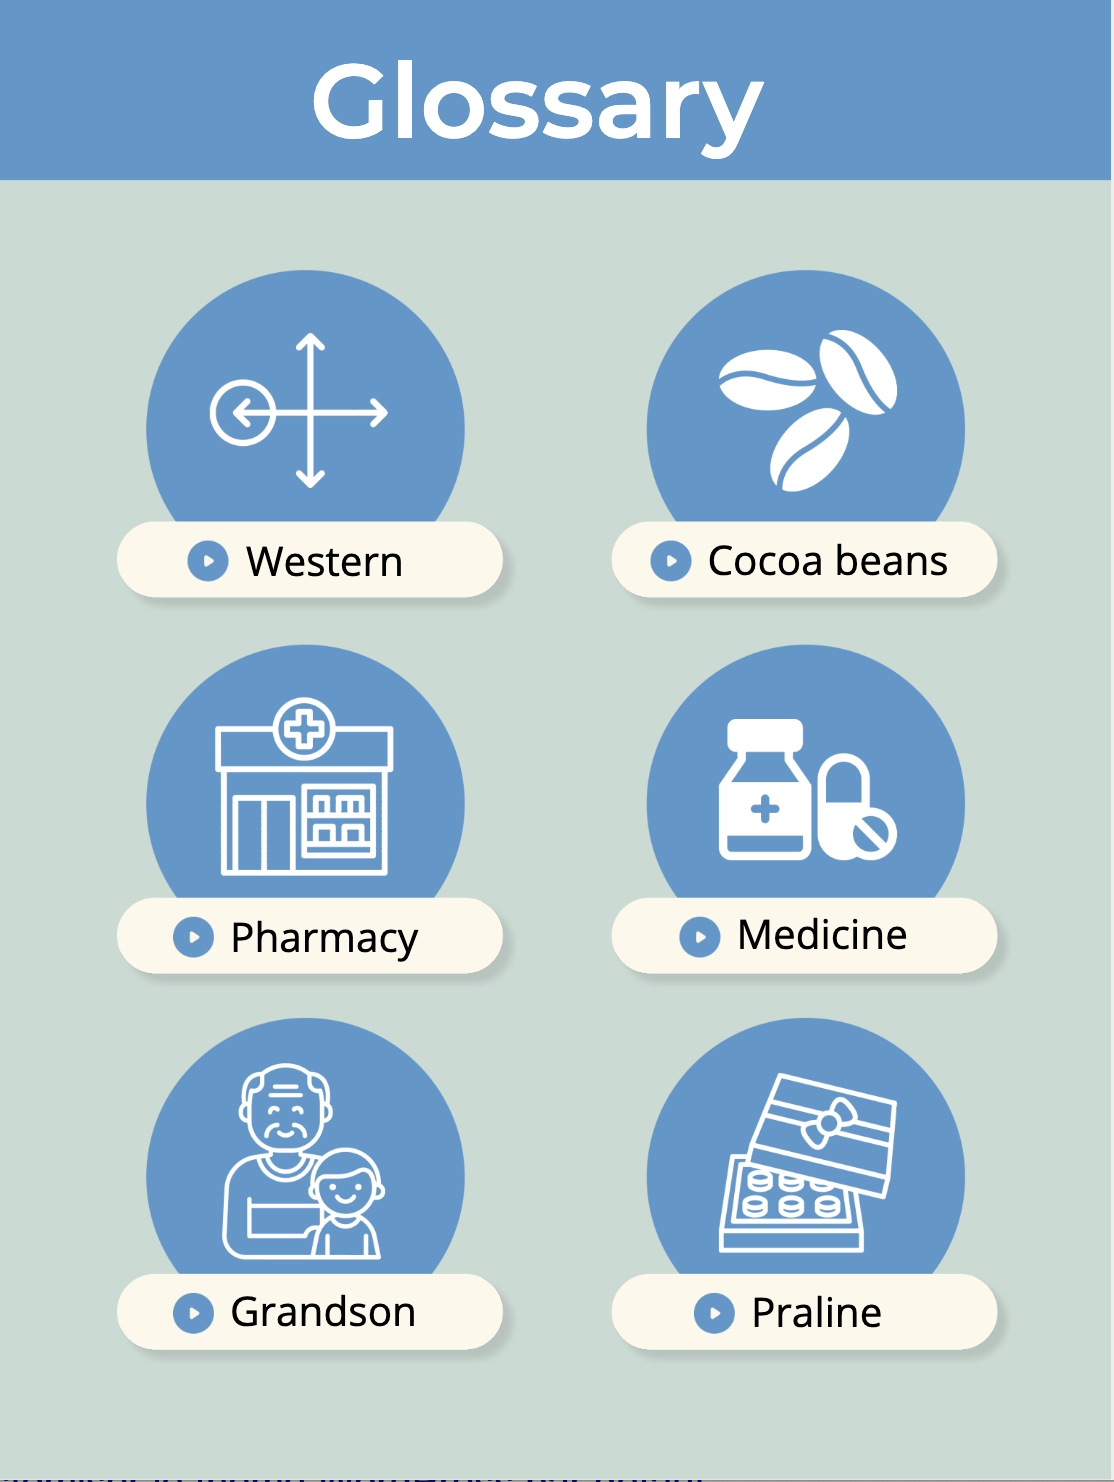 Glossary
Western
Cocoa beans
Pharmacy
Medicine
Grandson
Praline